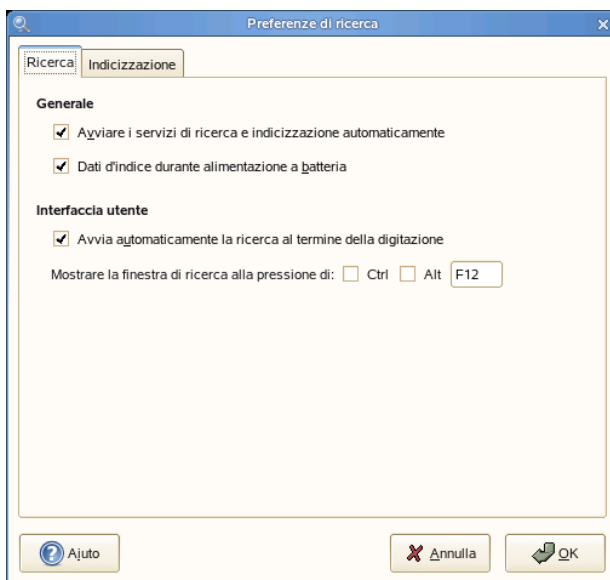 Preferenze di ricerca
Ricerca Indicizzazione
Generale
Avviare i servizi di ricerca e indicizzazione automaticamente
Dati d'indice durante alimentazione a batteria
Interfaccia utente
Avvia automaticamente la ricerca al termine della digitazione
Mostrare la finestra di ricerca alla pressione di: Ctrl Alt F12
Ajuto Annulla OK